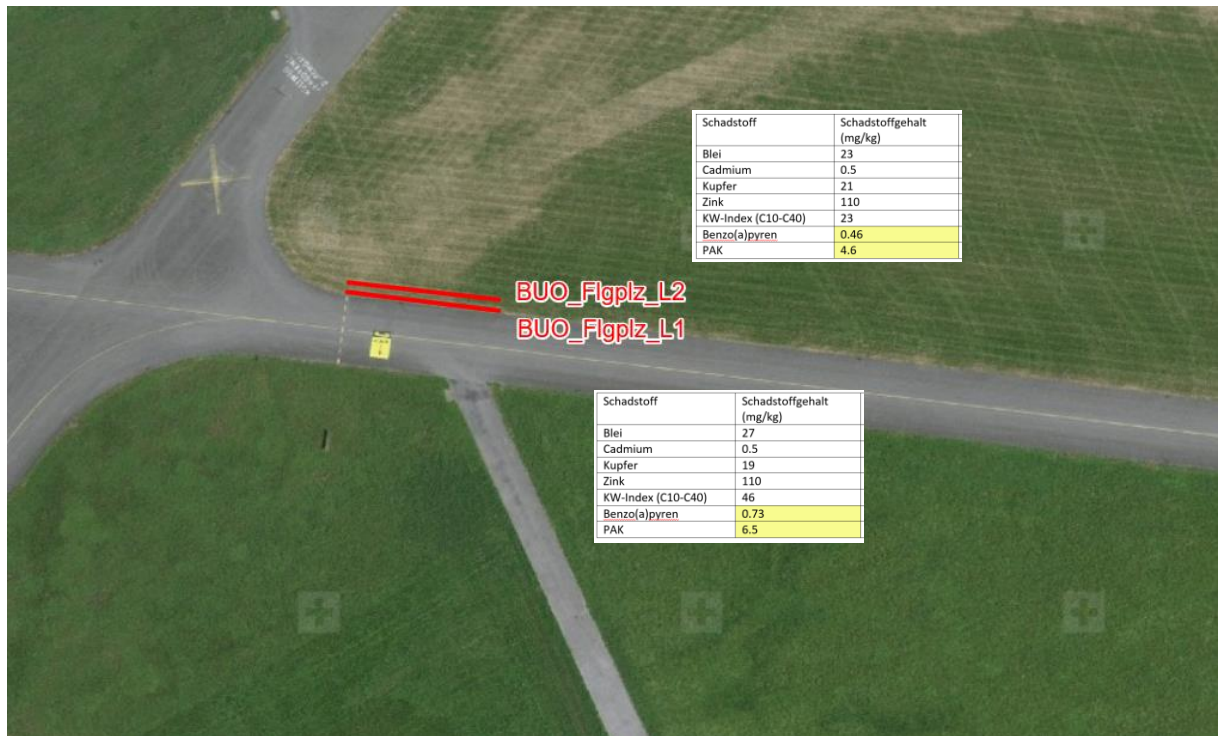 Schadstoff Schadstoffgehalt (mg/kg)
Blei 23
Cadmium 0.5
Kupfer 21
Zink 110
KW-Index (C10-C40) 23
Benzo(a)pyren 0.46
PAK 4.6
BUO_Flgplz_L2
BUO_Flgplz_L1
Schadstoff Schadstoffgehalt (mg/kg)
Blei 27
Cadmium 0.5
Kupfer 19
Zink 110
KW-Index (C10-C40) 46
Benzo(a)pyren 0.73
PAK 6.5